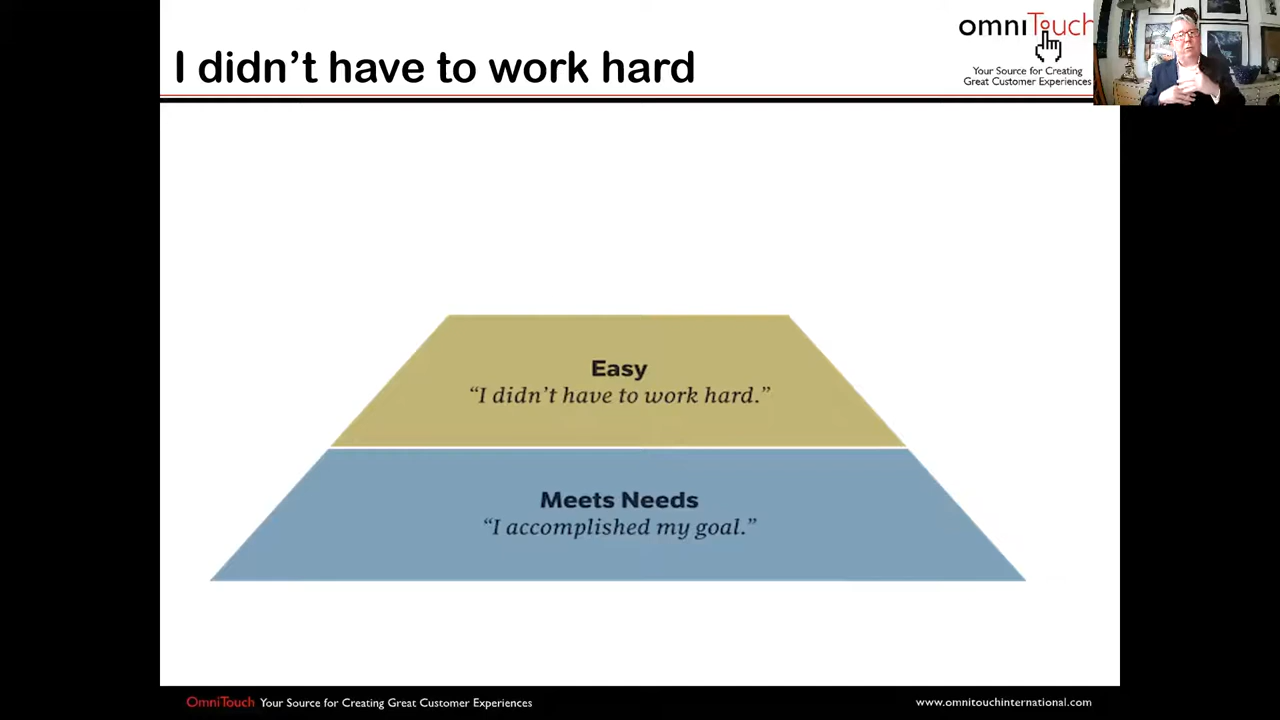 I didn’t have to work hard
omniTouch
Your Source for Creating
Great Customer Experiences
Easy
“I didn’t have to work hard.”
Meets Needs
“I accomplished my goal.”
OmniTouch Your Source for Creating Great Customer Experiences
www.omnitouchinternational.com